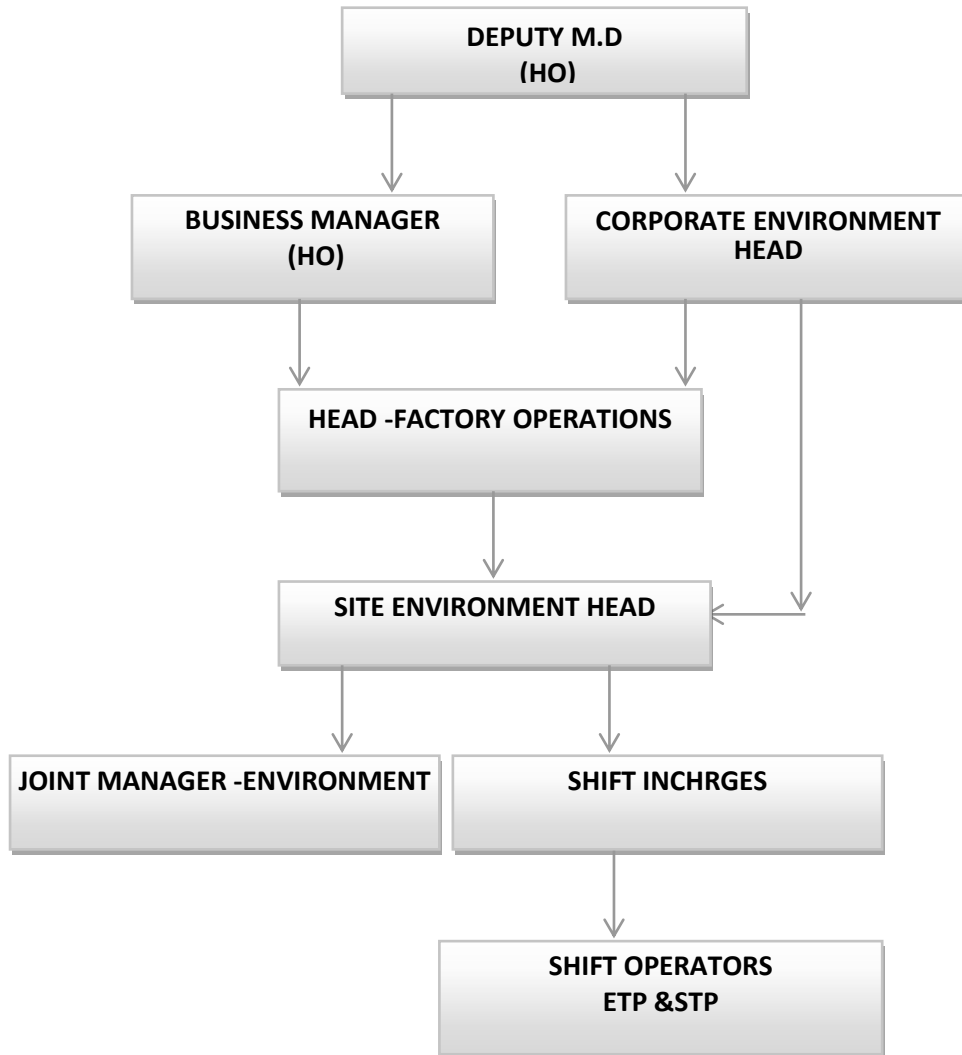 DEPUTY M.D
(HO)
BUSINESS MANAGER
(HO)
CORPORATE ENVIRONMENT
HEAD
HEAD -FACTORY OPERATIONS
SITE ENVIRONMENT HEAD
JOINT MANAGER -ENVIRONMENT
SHIFT INCHRGES
SHIFT OPERATORS
ETP &STP